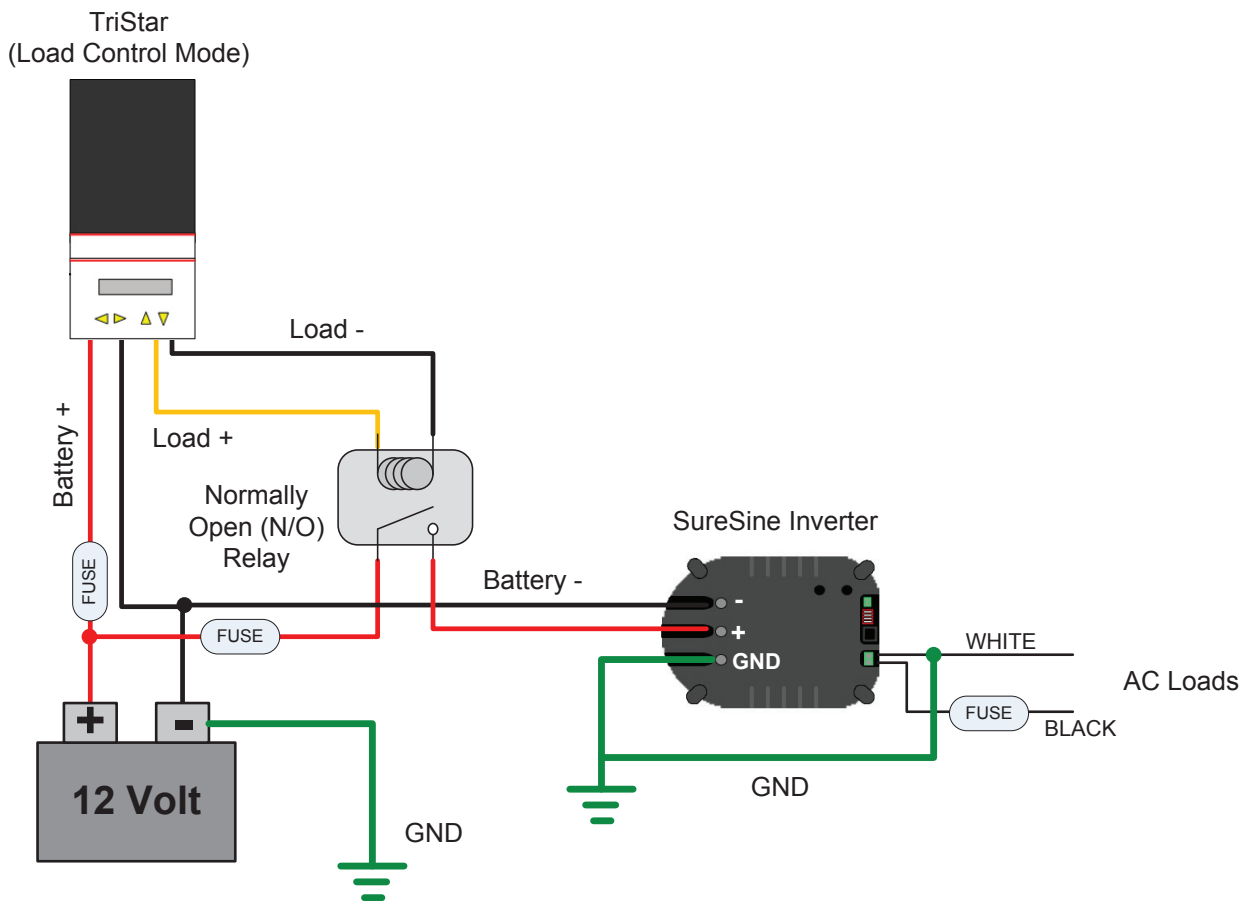 TriStar
(Load Control Mode)
Load -
Battery +
Load +
Normally
Open (N/O)
Relay
SureSine Inverter
FUSE
Battery -
-
FUSE
+
WHITE
GND
AC Loads
FUSE
BLACK
+
-
GND
12 Volt
GND